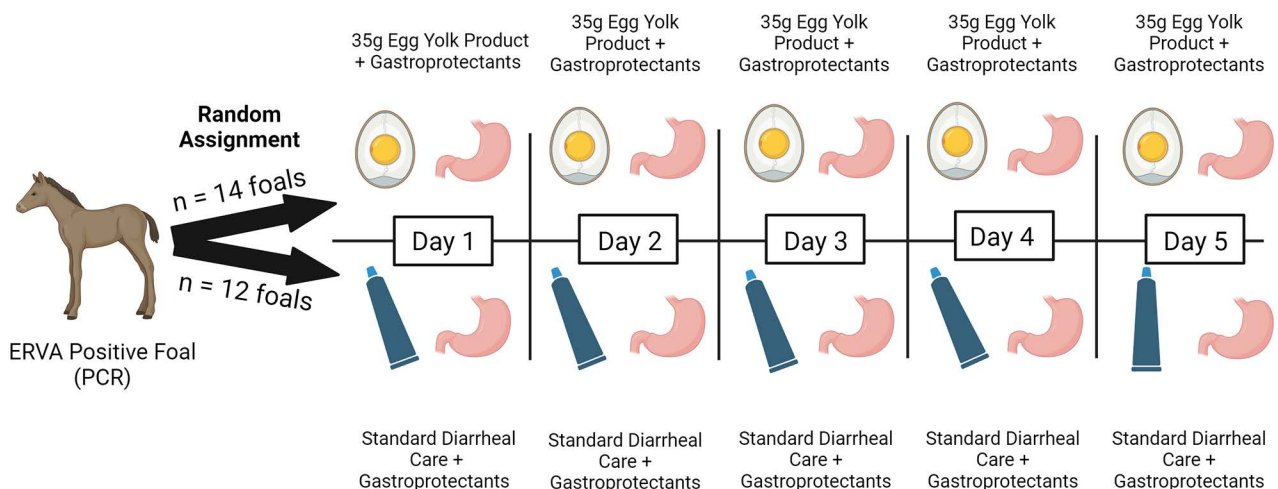 35g Egg Yolk Product
+ Gastroprotectants
35g Egg Yolk
Product +
Gastroprotectants
35g Egg Yolk
Product +
Gastroprotectants
35g Egg Yolk
Product +
Gastroprotectants
35g Egg Yolk
Product +
Gastroprotectants
Random
Assignment
n = 14 foals
n = 12 foals
ERVA Positive Foal
(PCR)
Day 1
Day 2
Day 3
Day 4
Day 5
Standard Diarrheal
Care +
Gastroprotectants
Standard Diarrheal
Care +
Gastroprotectants
Standard Diarrheal
Care +
Gastroprotectants
Standard Diarrheal
Care +
Gastroprotectants
Standard Diarrheal
Care +
Gastroprotectants